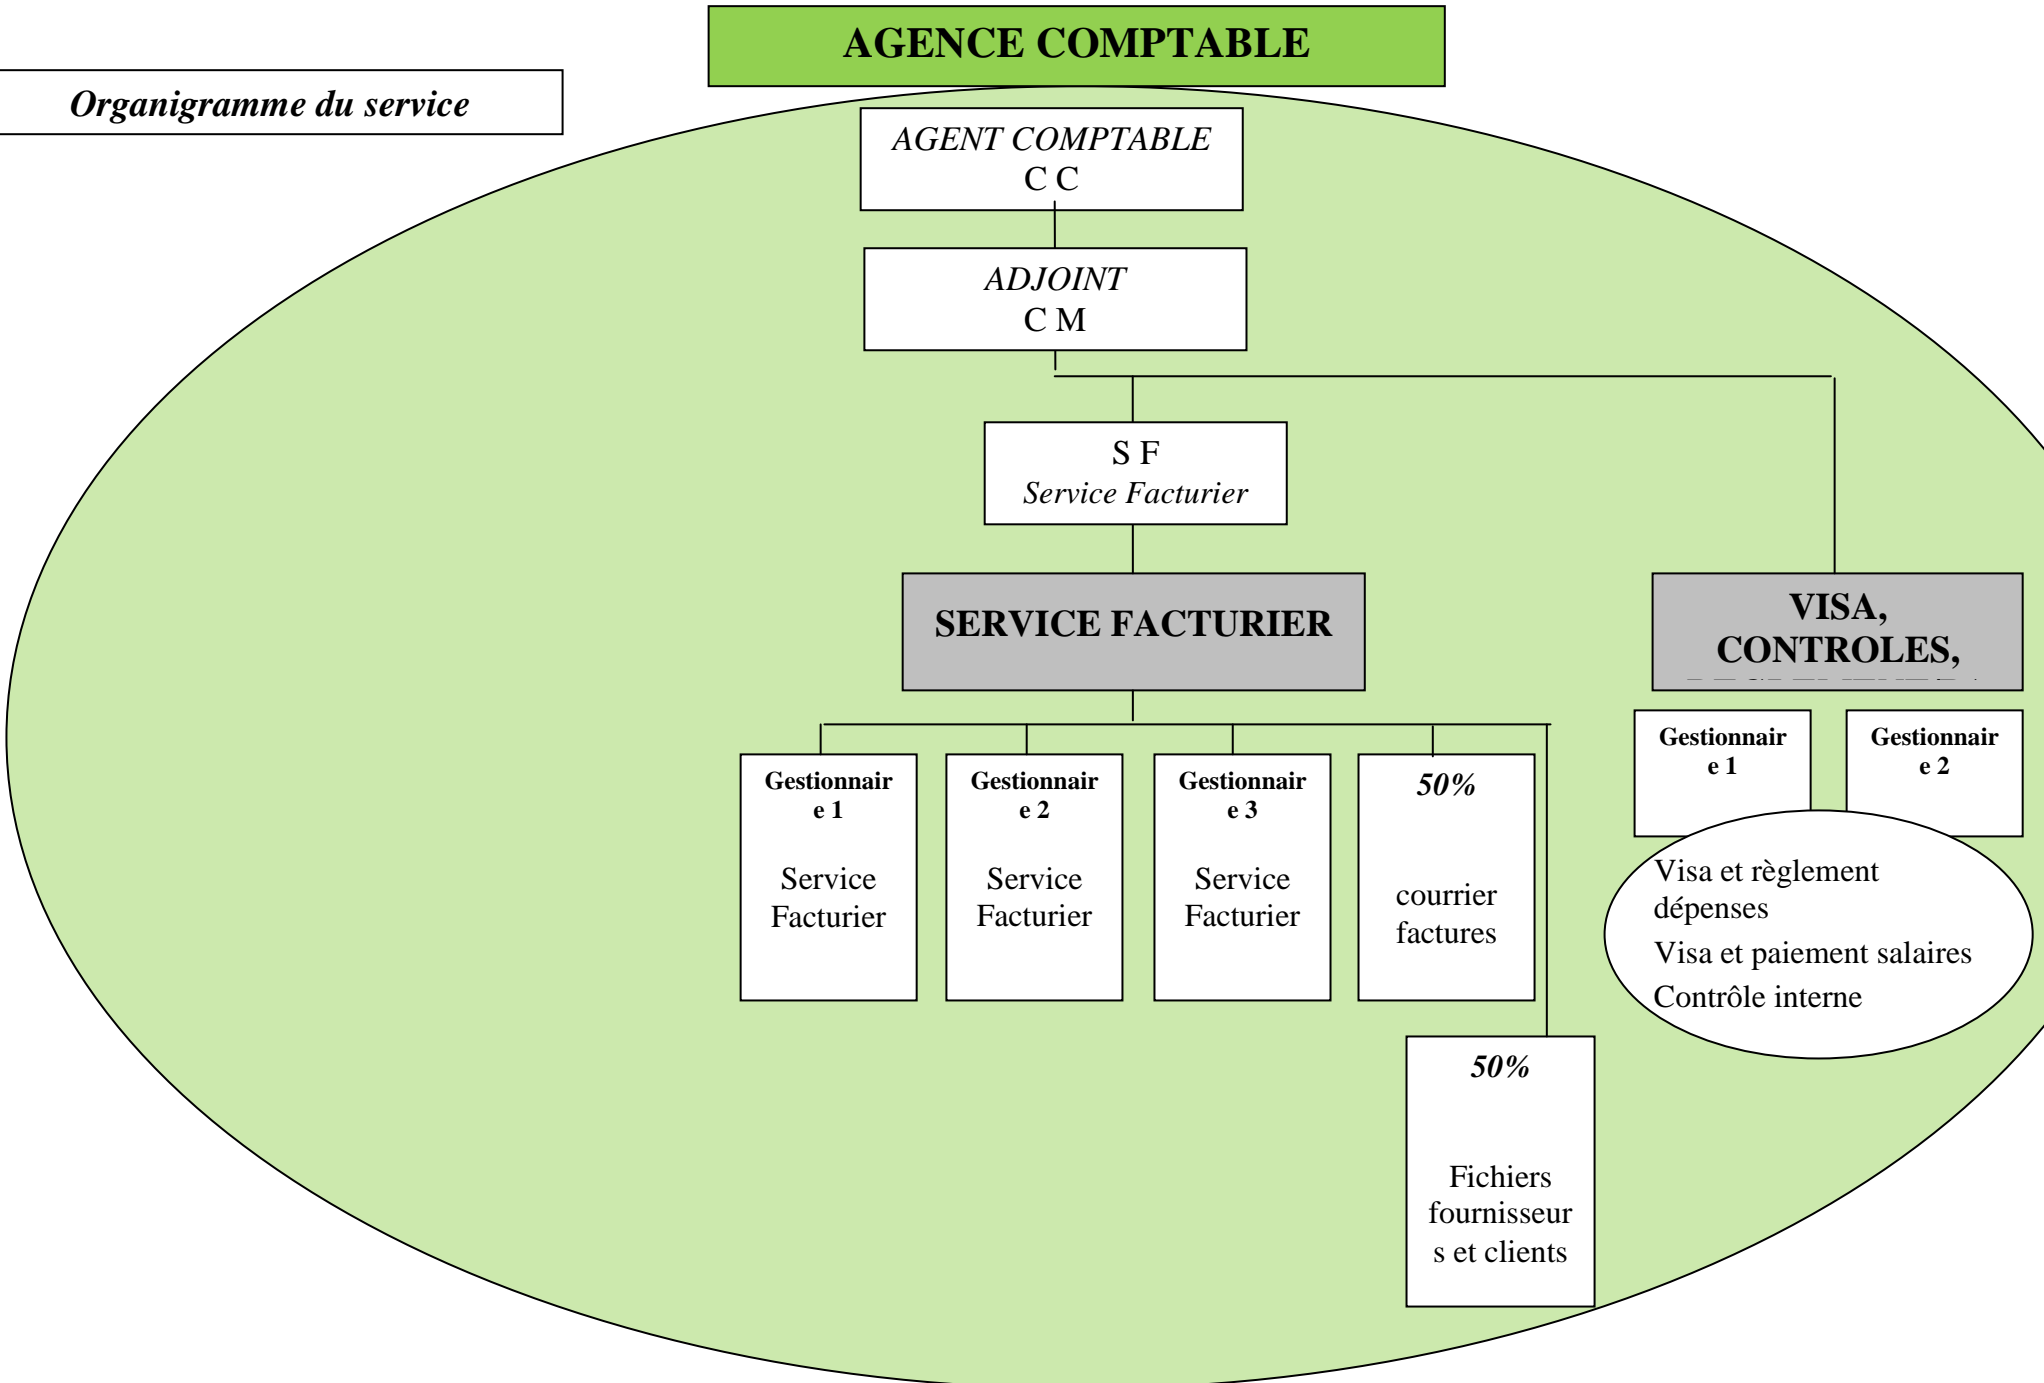 AGENCE COMPTABLE
Organigramme du service
AGENT COMPTABLE
C C
ADJOINT
C M
S F
Service Facturier
SERVICE FACTURIER
VISA,
CONTROLES,
Gestionnair
e 1
Service
Facturier
Gestionnair
e 2
Service
Facturier
Gestionnair
e 3
Service
Facturier
50%
courrier
factures
50%
Fichiers
fournisseur
s et clients
Gestionnair
e 1
Gestionnair
e 2
Visa et règlement
dépenses
Visa et paiement salaires
Contrôle interne